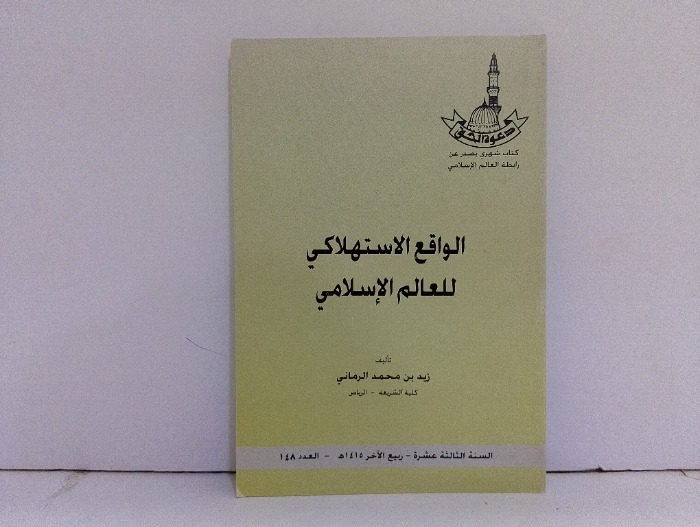 دعوة الحق
كتاب شهري يصدر عن
رابطة العالم الإسلامي
الواقع الاستهلاكي
للعالم الإسلامي
تأليف
زيد بن محمد الرماني
كلية الشريعه - الرياض
السنة الثالثة عشرة - ربيع الآخر ١٤١٥هـ - العدد ١٤٨